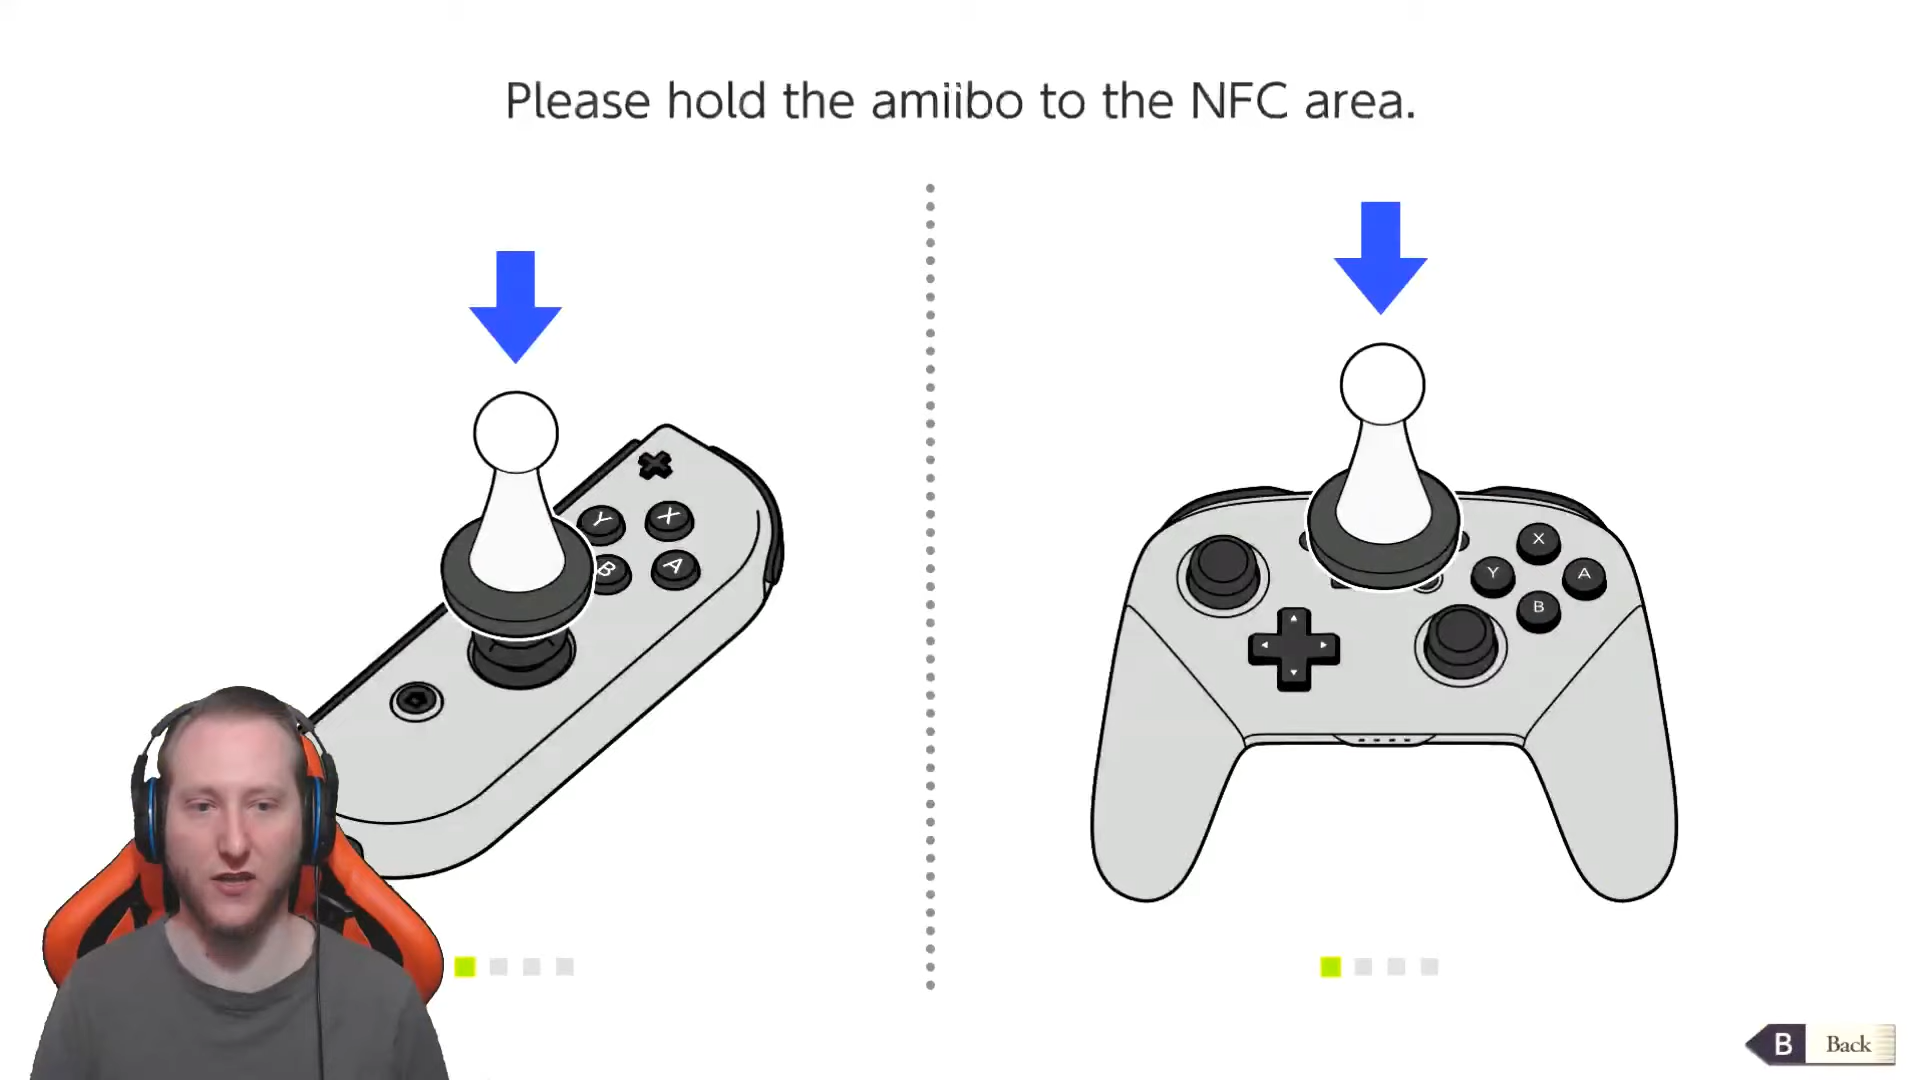 Please hold the amiibo to the NFC area.
Y X
B A
X
Y A
B
B Back